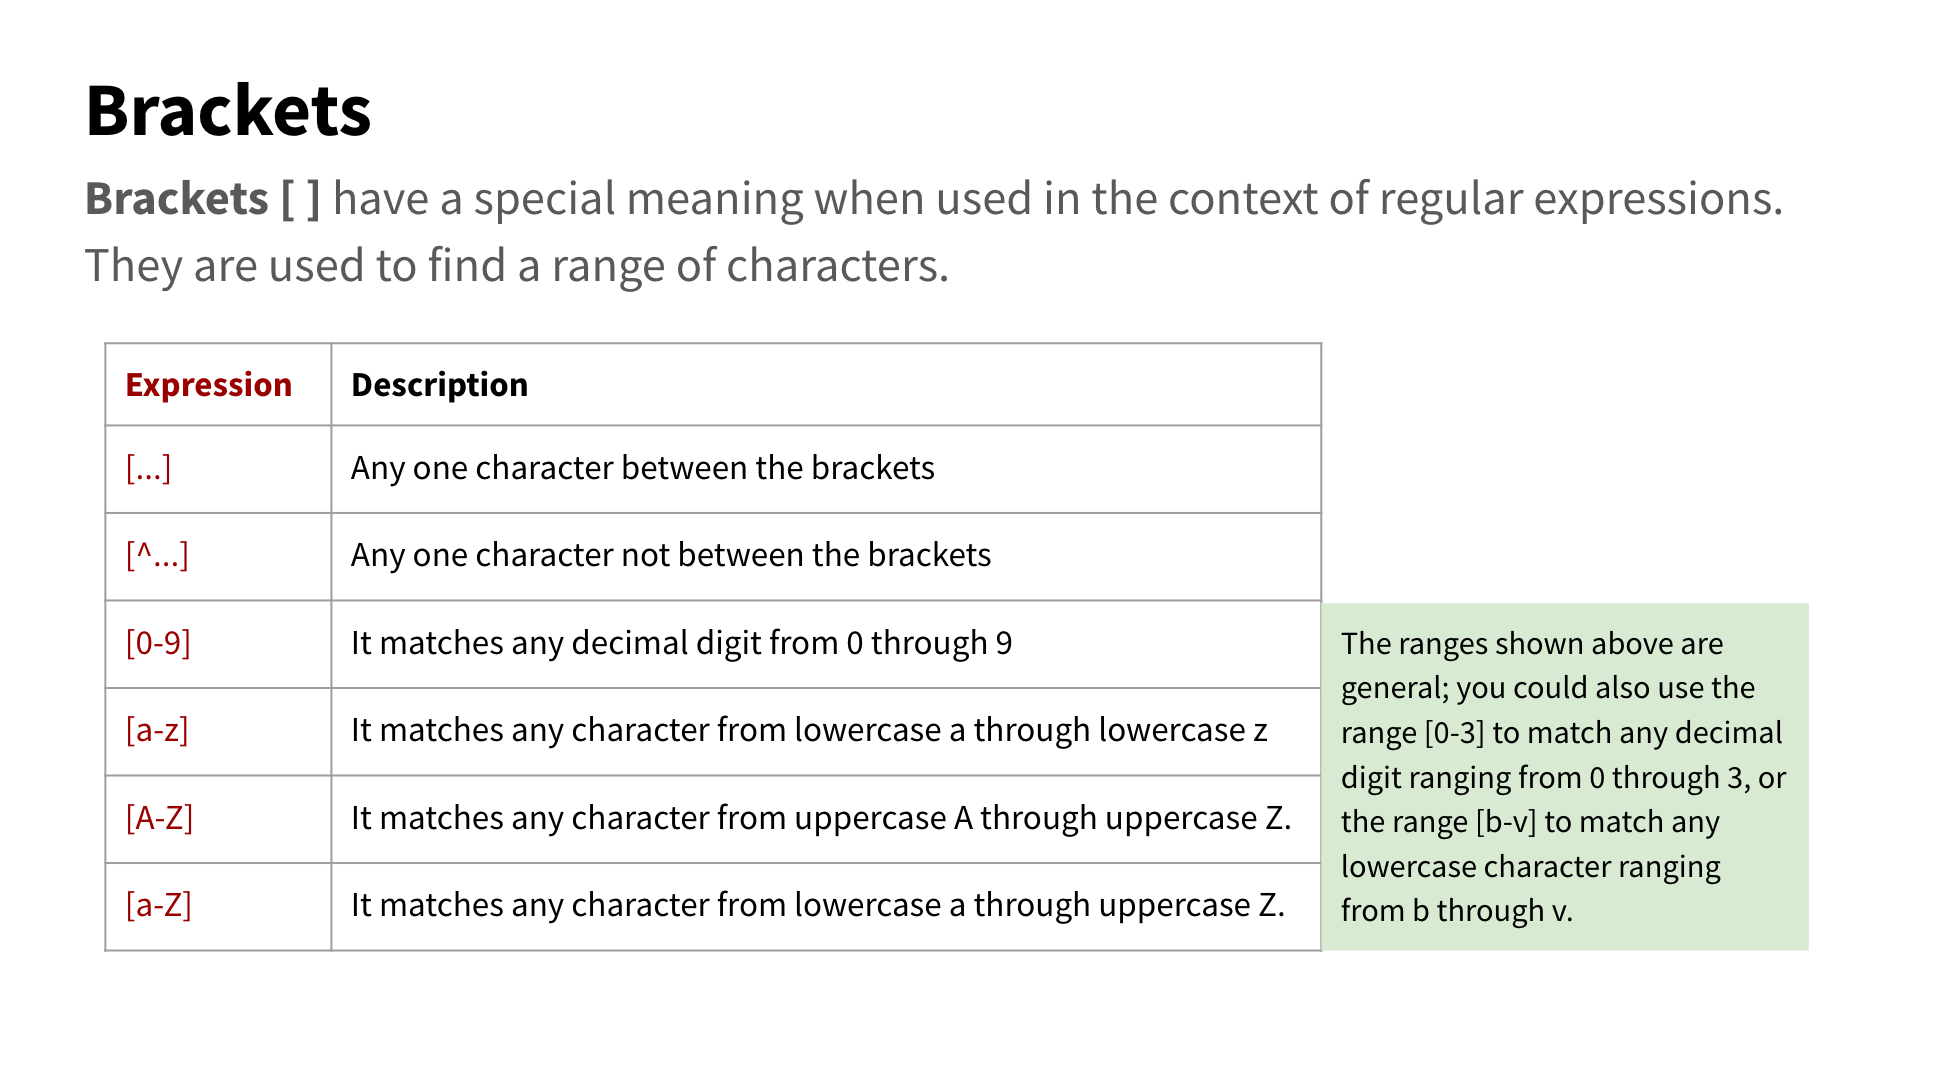 Brackets
Brackets [ ] have a special meaning when used in the context of regular expressions.
They are used to find a range of characters.
Expression Description
[...] Any one character between the brackets
[^...] Any one character not between the brackets
[0-9] It matches any decimal digit from 0 through 9
[a-z] It matches any character from lowercase a through lowercase z
[A-Z] It matches any character from uppercase A through uppercase Z.
[a-Z] It matches any character from lowercase a through uppercase Z.
The ranges shown above are
general; you could also use the
range [0-3] to match any decimal
digit ranging from 0 through 3, or
the range [b-v] to match any
lowercase character ranging
from b through v.